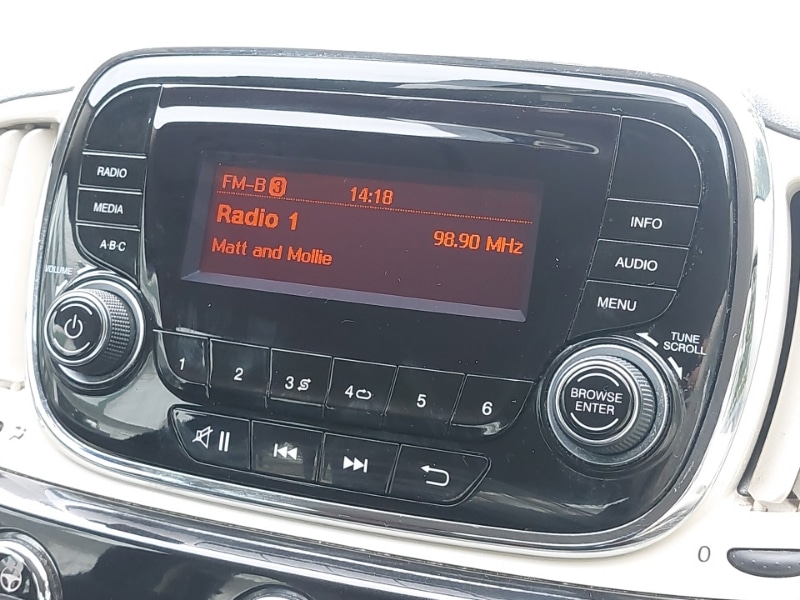 FM-B 3 14:18
Radio 1
98.90 MHz
Matt and Mollie
RADIO
MEDIA
A·B·C
VOLUME
INFO
AUDIO
MENU
TUNE
SCROLL
BROWSE
ENTER
1 2 3 4 5 6
0